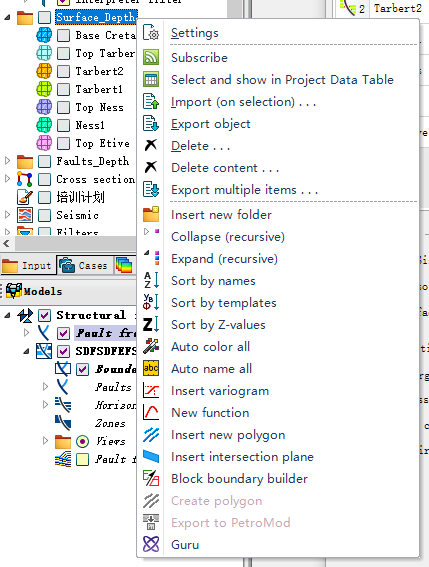 Surface_Depth
Base Creta
Top Tarber
Tarbert2
Tarbert1
Top Ness
Ness1
Top Etive
Faults_Depth
Cross section
培训计划
Seismic
Filters
Input
Cases
Models
Structural
Fault fra
SDFSDFEFS
Bounda
Faults
Horizon
Zones
Views
Fault
Settings
Subscribe
Select and show in Project Data Table
Import (on selection) . . .
Export object
Delete . . .
Delete content . . .
Export multiple items . . .
Insert new folder
Collapse (recursive)
Expand (recursive)
Sort by names
Sort by templates
Sort by Z-values
Auto color all
Auto name all
Insert variogram
New function
Insert new polygon
Insert intersection plane
Block boundary builder
Create polygon
Export to PetroMod
Guru
2 Tarbert2